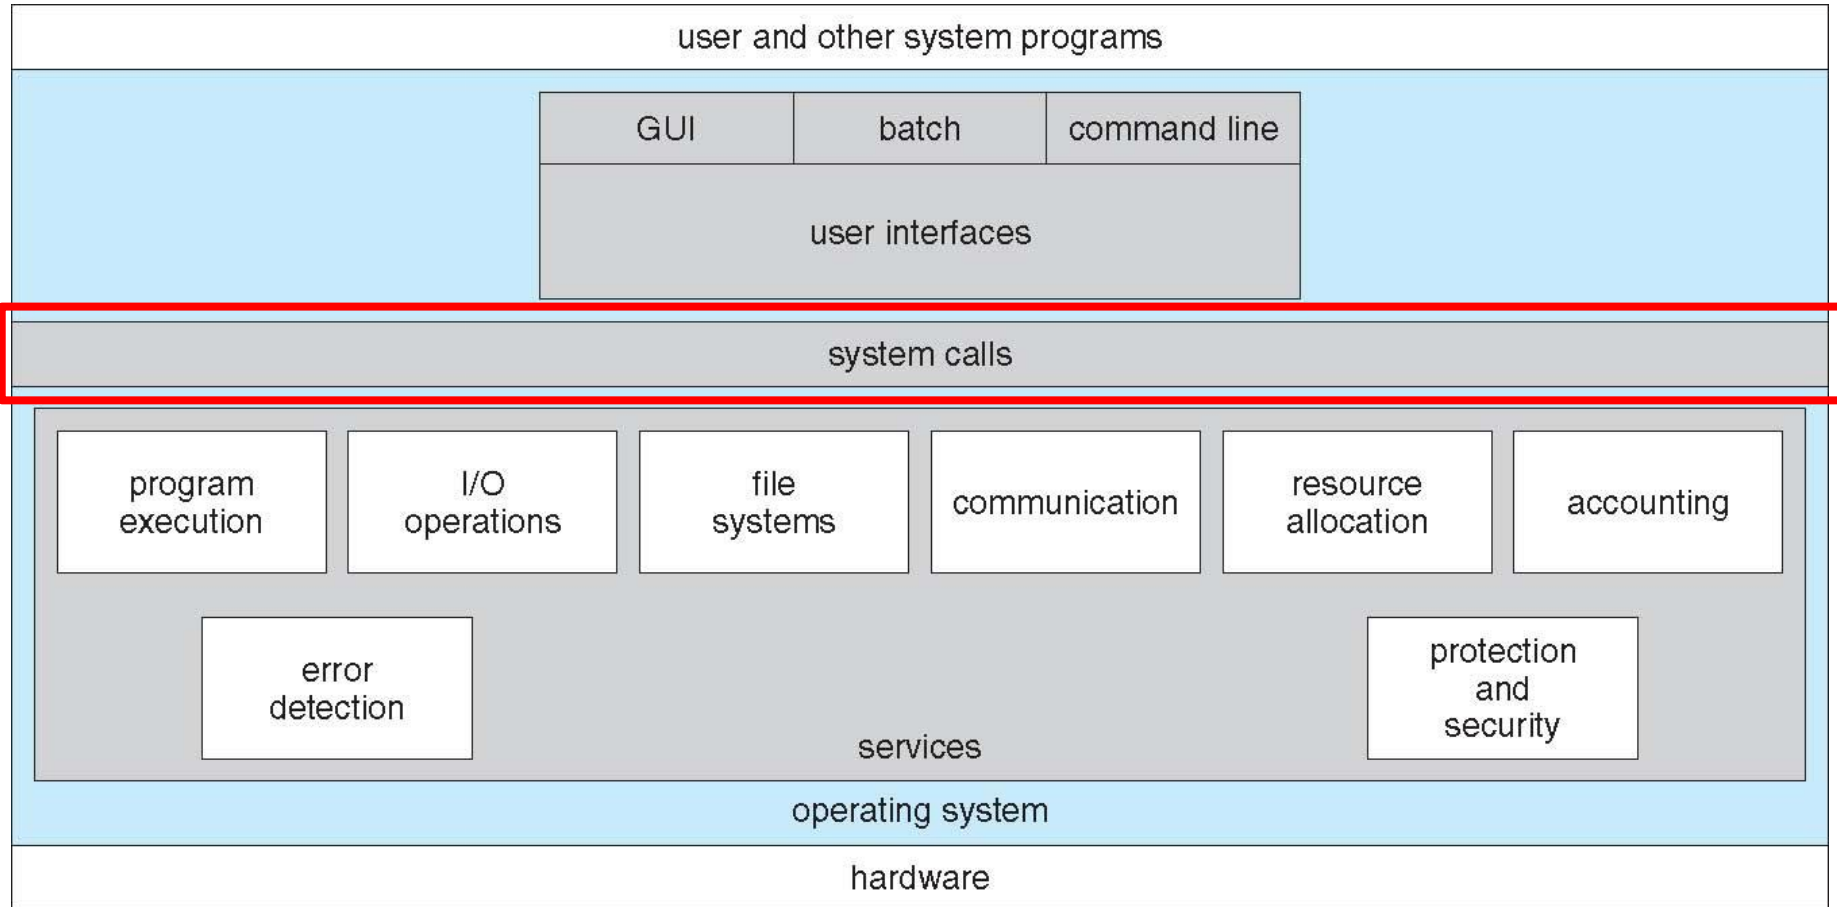 user and other system programs
GUI
batch
command line
user interfaces
system calls
program
execution
I/O
operations
file
systems
communication
resource
allocation
accounting
error
detection
protection
and
security
services
operating system
hardware